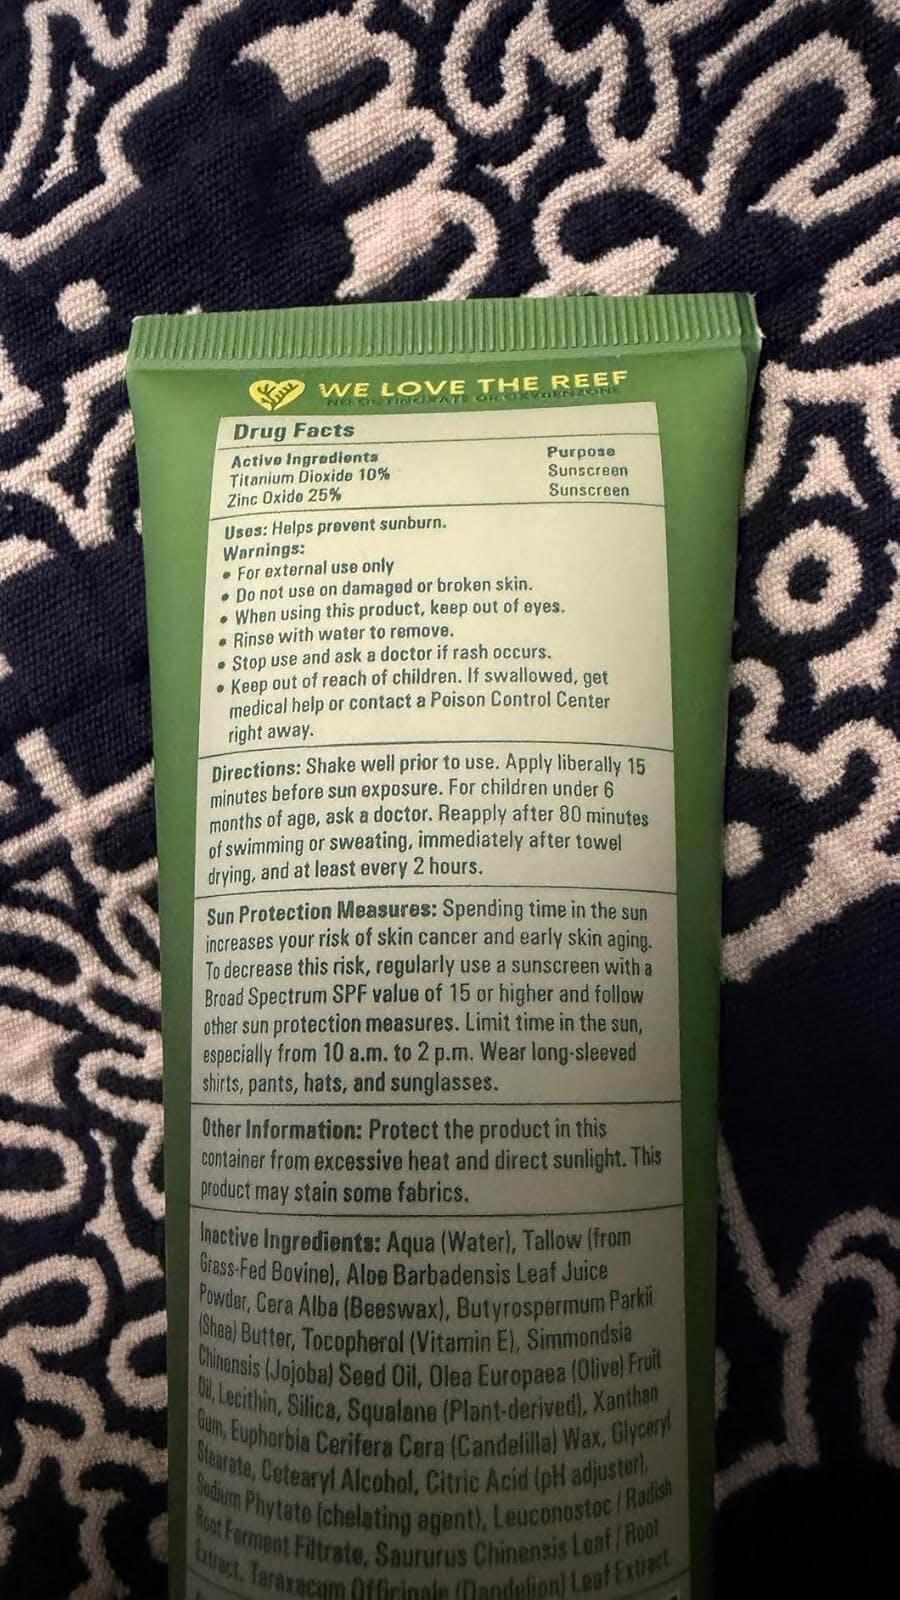 WE LOVE THE REEF
NO OCTINOXATE OR OXYBENZONE
Drug Facts
Active Ingredients Purpose
Titanium Dioxide 10% Sunscreen
Zinc Oxide 25% Sunscreen
Uses: Helps prevent sunburn.
Warnings:
• For external use only
• Do not use on damaged or broken skin.
• When using this product, keep out of eyes.
• Rinse with water to remove.
• Stop use and ask a doctor if rash occurs.
• Keep out of reach of children. If swallowed, get
medical help or contact a Poison Control Center
right away.
Directions: Shake well prior to use. Apply liberally 15
minutes before sun exposure. For children under 6
months of age, ask a doctor. Reapply after 80 minutes
of swimming or sweating, immediately after towel
drying, and at least every 2 hours.
Sun Protection Measures: Spending time in the sun
increases your risk of skin cancer and early skin aging.
To decrease this risk, regularly use a sunscreen with a
Broad Spectrum SPF value of 15 or higher and follow
other sun protection measures. Limit time in the sun,
especially from 10 a.m. to 2 p.m. Wear long-sleeved
shirts, pants, hats, and sunglasses.
Other Information: Protect the product in this
container from excessive heat and direct sunlight. This
product may stain some fabrics.
Inactive Ingredients: Aqua (Water), Tallow (from
Grass-Fed Bovine), Aloe Barbadensis Leaf Juice
Powder, Cera Alba (Beeswax), Butyrospermum Parkii
(Shea) Butter, Tocopherol (Vitamin E), Simmondsia
Chinensis (Jojoba) Seed Oil, Olea Europaea (Olive) Fruit
Oil, Lecithin, Silica, Squalane (Plant-derived), Xanthan
Gum, Euphorbia Cerifera Cera (Candelilla) Wax, Glyceryl
Stearate, Cetearyl Alcohol, Citric Acid (pH adjuster),
Sodium Phytate (chelating agent), Leuconostoc / Radish
Root Ferment Filtrate, Saururus Chinensis Leaf / Root
Extract, Taraxacum Officinale (Dandelion) Leaf Extract